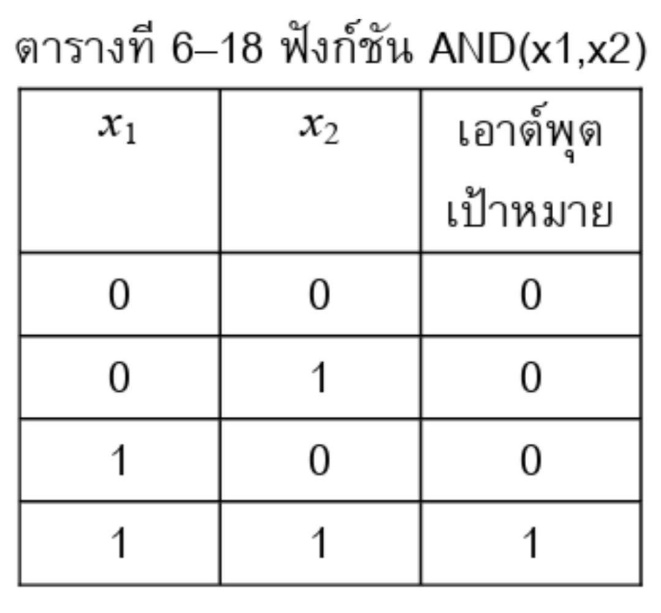 ตารางที่ 6–18 ฟังก์ชัน AND(x1,x2)
x₁ x₂ เอาต์พุต
เป้าหมาย
0 0 0
0 1 0
1 0 0
1 1 1